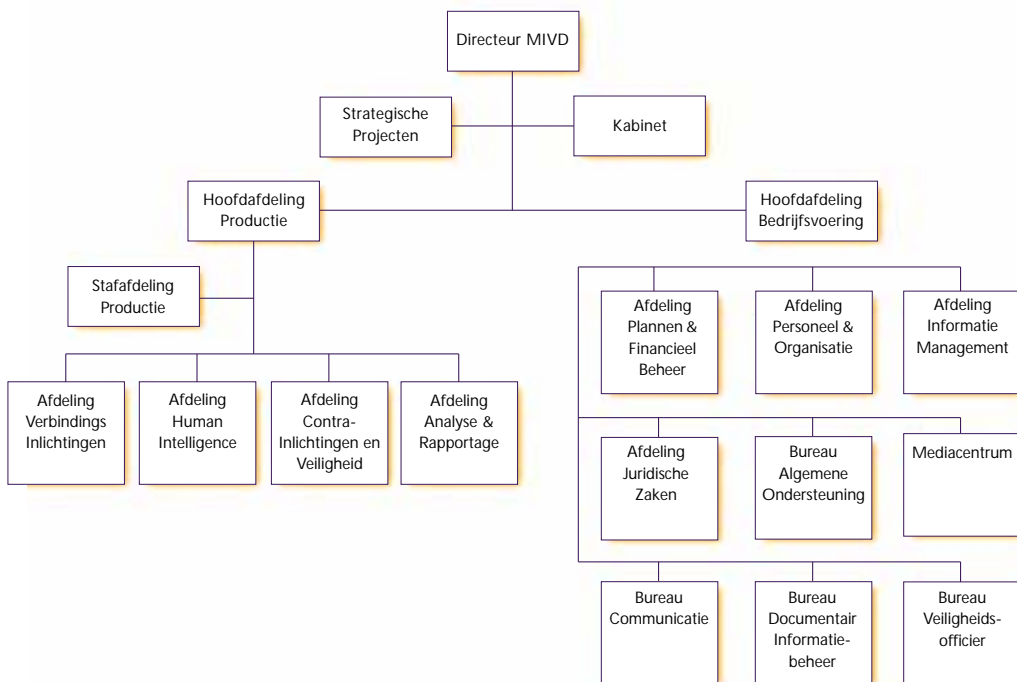 Directeur MIVD
Strategische
Projecten
Kabinet
Hoofdafdeling
Productie
Hoofdafdeling
Bedrijfsvoering
Stafafdeling
Productie
Afdeling
Plannen &
Financieel
Beheer
Afdeling
Personeel &
Organisatie
Afdeling
Informatie
Management
Afdeling
Verbindings
Inlichtingen
Afdeling
Human
Intelligence
Afdeling
Contra-
Inlichtingen en
Veiligheid
Afdeling
Analyse &
Rapportage
Afdeling
Juridische
Zaken
Bureau
Algemene
Ondersteuning
Mediacentrum
Bureau
Communicatie
Bureau
Documentair
Informatie-
beheer
Bureau
Veiligheids-
officier